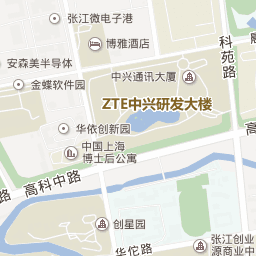 张江微电子港
博雅酒店
科苑路
安森美半导体
中兴通讯大厦
金蝶软件园
ZTE中兴研发大楼
华依创新园
中国上海
博士后公寓
高科中路
路
创星园
华佗路
张江创业
源商业中